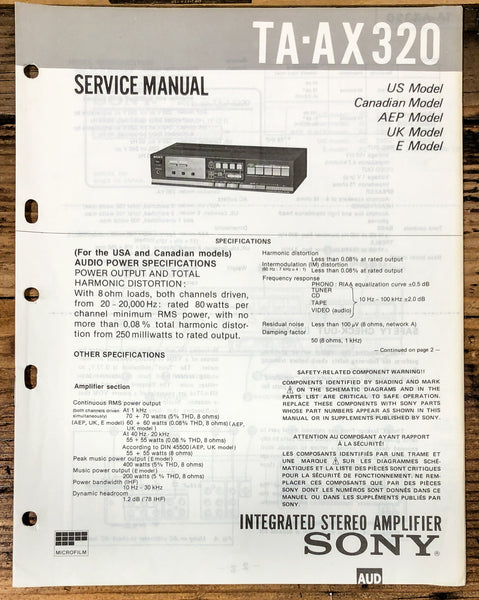 TA-AX320
SERVICE MANUAL
US Model
Canadian Model
AEP Model
UK Model
E Model
SPECIFICATIONS
(For the USA and Canadian models)
AUDIO POWER SPECIFICATIONS
POWER OUTPUT AND TOTAL
HARMONIC DISTORTION:
With 8 ohm loads, both channels driven,
from 20 - 20,000 Hz: rated 80 watts per
channel minimum RMS power, with no
more than 0.08 % total harmonic distor-
tion from 250 milliwatts to rated output.
OTHER SPECIFICATIONS
Amplifier section
Continuous RMS power output
(both channels driven At 1 kHz
simultaneously) 70 + 70 watts (5% THD, 8 ohms)
(AEP, UK, E model) 60 + 60 watts (0.08% THD, 8 ohms) (AEP,
UK model)
At 40 Hz - 20 kHz
55 + 55 watts (0.08 % THD, 8 ohms)
According to DIN 45500 (AEP, UK model)
55 + 55 watts (8 ohms)
Peak music power output (E model)
400 watts (5% THD, 8 ohms)
Music power output (E model)
200 watts (5 % THD, 8 ohms)
Power bandwidth (IHF)
10 Hz - 30 kHz
Dynamic headroom
1.2 dB ('78 IHF)
Harmonic distortion
Less than 0.08% at rated output
Intermodulation (IM) distortion
(60 Hz : 7 kHz = 4 : 1) Less than 0.08% at rated output
Frequency response
PHONO: RIAA equalization curve ±0.5 dB
TUNER
CD
TAPE
VIDEO (audio)
10 Hz - 100 kHz ±2.0 dB
Residual noise Less than 100 μV (8 ohms, network A)
Damping factor
50 (8 ohms, 1 kHz)
— Continued on page 2 —
SAFETY-RELATED COMPONENT WARNING!!
COMPONENTS IDENTIFIED BY SHADING AND MARK
⚠ ON THE SCHEMATIC DIAGRAMS AND IN THE
PARTS LIST ARE CRITICAL TO SAFE OPERATION.
REPLACE THESE COMPONENTS WITH SONY PARTS
WHOSE PART NUMBERS APPEAR AS SHOWN IN THIS
MANUAL OR IN SUPPLEMENTS PUBLISHED BY SONY.
ATTENTION AU COMPOSANT AYANT RAPPORT
À LA SÉCURITÉ!
LES COMPOSANTS IDENTIFIÉS PAR UNE TRAME ET
UNE MARQUE ⚠ SUR LES DIAGRAMMES SCHÉ-
MATIQUES ET LA LISTE DES PIÈCES SONT CRITIQUES
POUR LA SÉCURITÉ DE FONCTIONNEMENT. NE REM-
PLACER CES COMPOSANTS QUE PAR DES PIÈCES
SONY DONT LES NUMÉROS SONT DONNÉS DANS CE
MANUEL OU DANS LES SUPPLÉMENTS PUBLIÉS PAR
SONY.
MICROFILM
INTEGRATED STEREO AMPLIFIER
SONY®
AUD